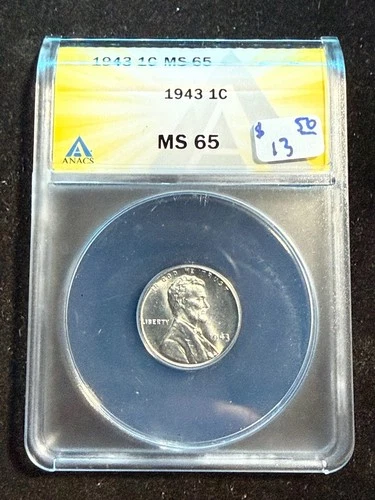 1943 1C MS 65
1943 1C
MS 65
ANACS
$ 13 50
IN GOD WE TRUST
LIBERTY
1943